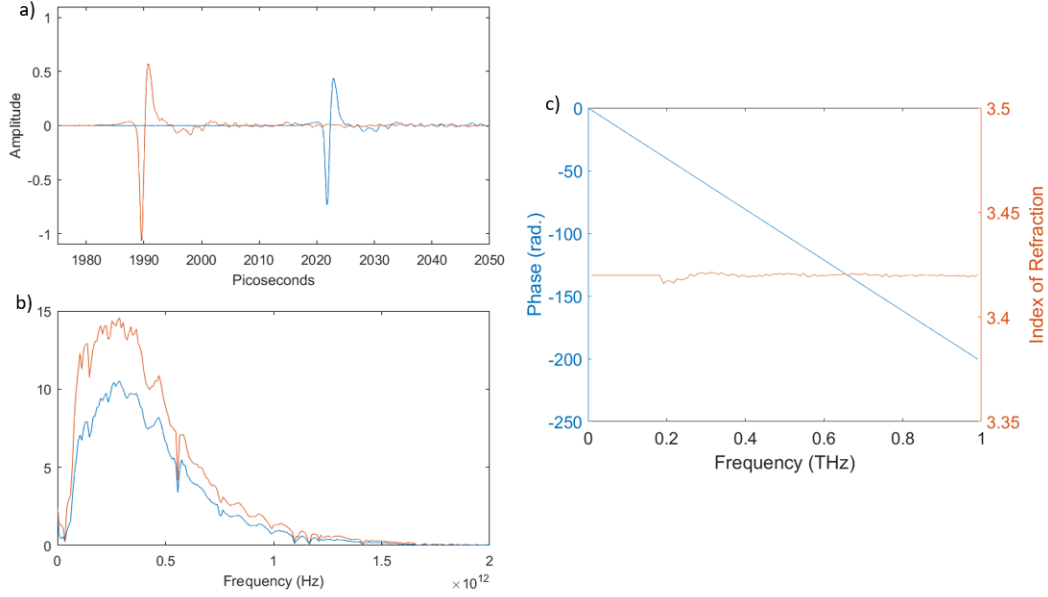 a)
1
0.5
0
-0.5
-1
Amplitude
1980 1990 2000 2010 2020 2030 2040 2050
Picoseconds
b)
15
10
5
0
0 0.5 1 1.5 2
Frequency (Hz)
×10¹²
c)
0
-50
-100
-150
-200
-250
Phase (rad.)
3.5
3.45
3.4
3.35
Index of Refraction
0 0.2 0.4 0.6 0.8 1
Frequency (THz)